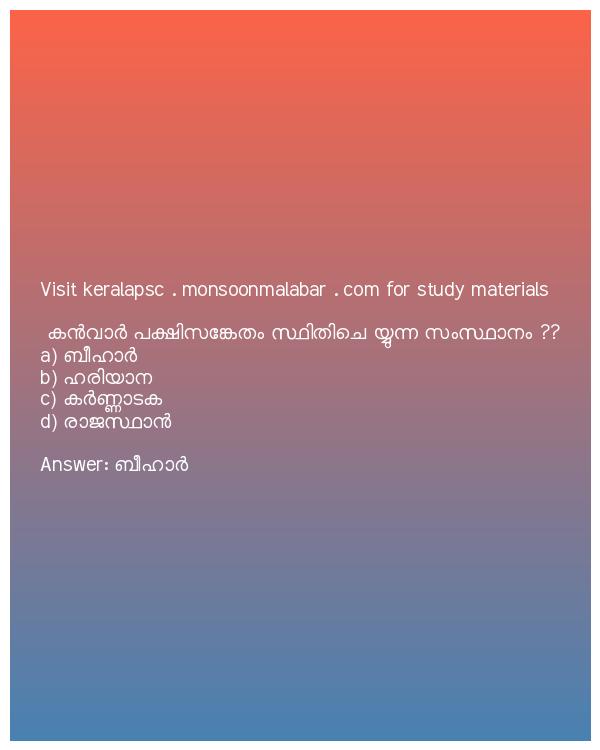 Visit keralapsc . monsoonmalabar . com for study materials
കൻവാർ പക്ഷിസങ്കേതം സ്ഥിതിചെ യ്യുന്ന സംസ്ഥാനം ??
a) ബീഹാർ
b) ഹരിയാന
c) കർണ്ണാടക
d) രാജസ്ഥാൻ
Answer: ബീഹാർ